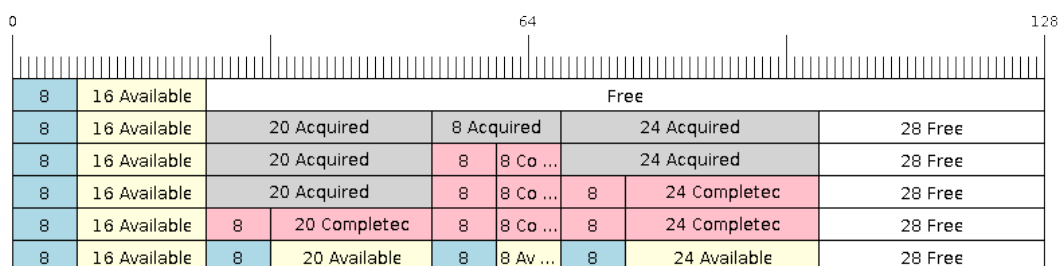 0 64 128
8 16 Available Free
8 16 Available 20 Acquired 8 Acquired 24 Acquired 28 Free
8 16 Available 20 Acquired 8 8 Co ... 24 Acquired 28 Free
8 16 Available 20 Acquired 8 8 Co ... 8 24 Completec 28 Free
8 16 Available 8 20 Completec 8 8 Co ... 8 24 Completec 28 Free
8 16 Available 8 20 Available 8 8 Av ... 8 24 Available 28 Free